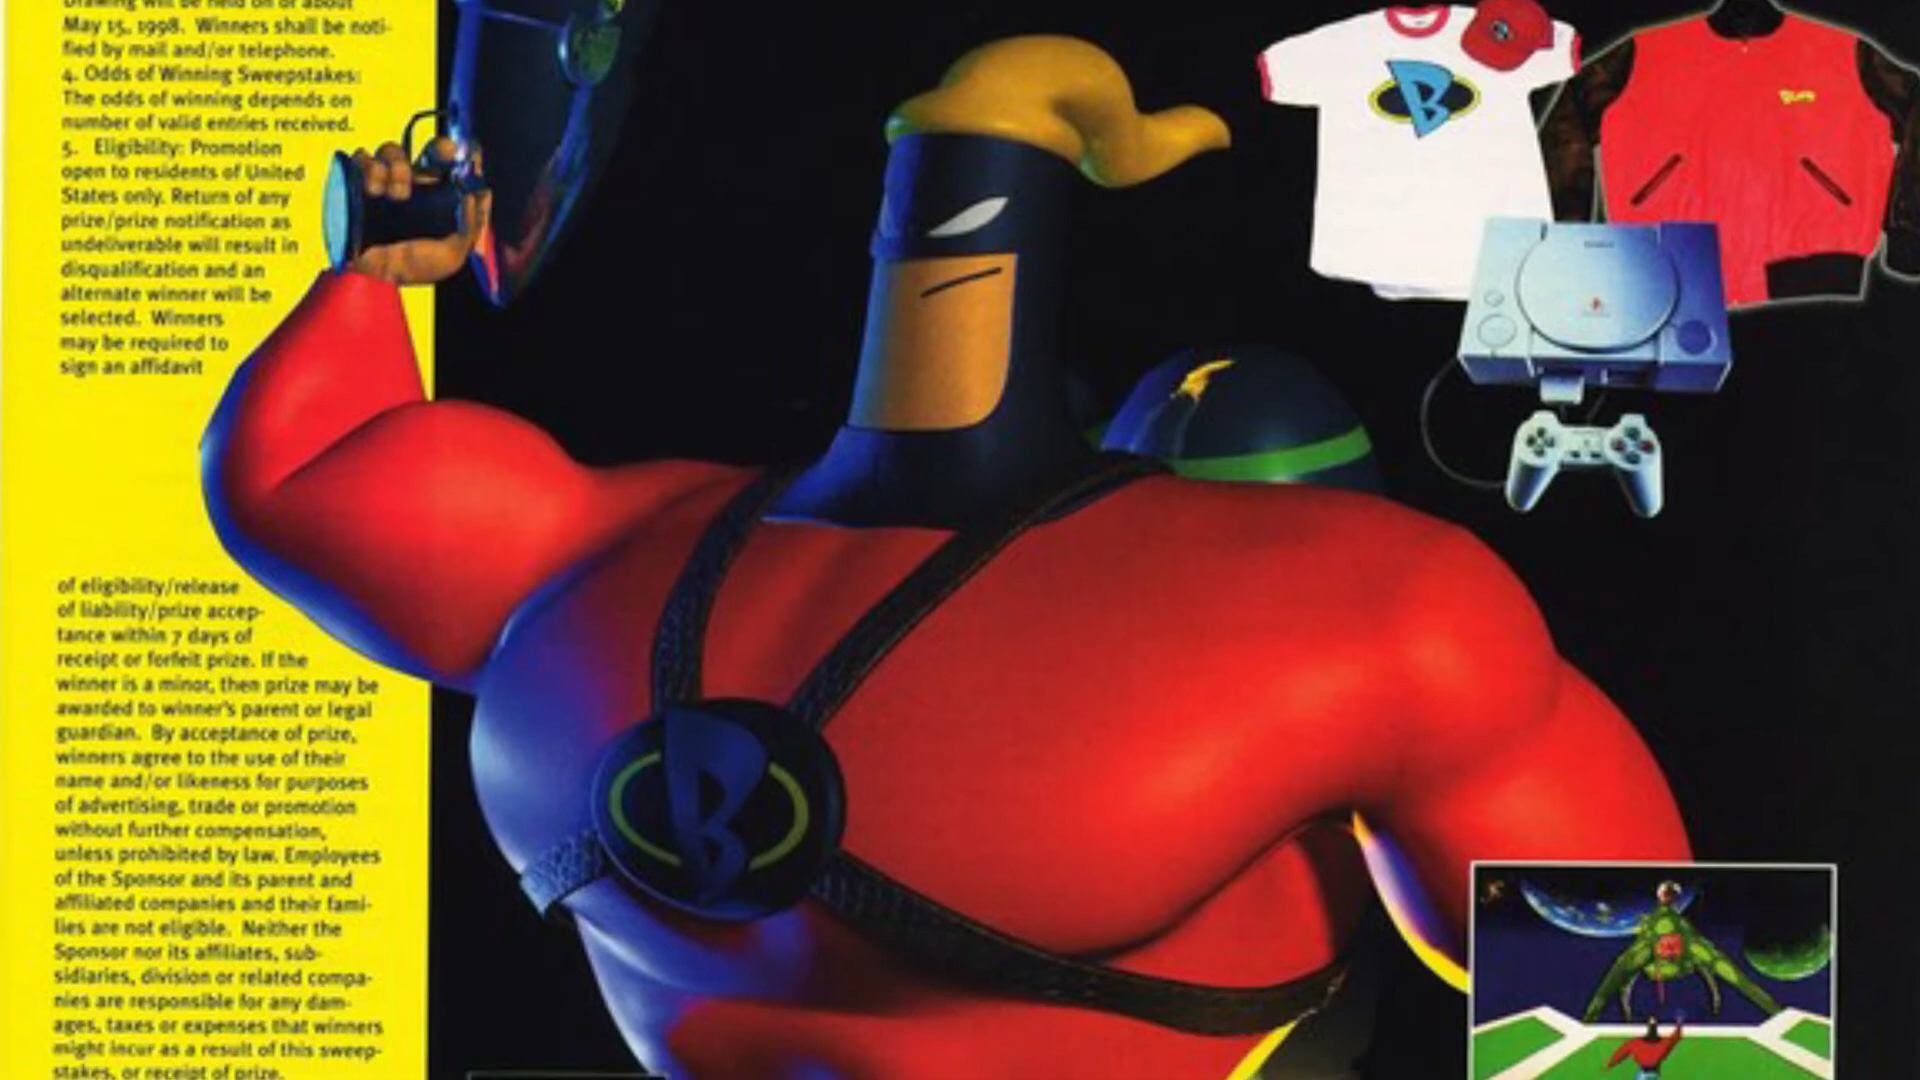 Drawing will be held on or about
May 15, 1998. Winners shall be noti-
fied by mail and/or telephone.
4. Odds of Winning Sweepstakes:
The odds of winning depends on
number of valid entries received.
5. Eligibility: Promotion
open to residents of United
States only. Return of any
prize/prize notification as
undeliverable will result in
disqualification and an
alternate winner will be
selected. Winners
may be required to
sign an affidavit
of eligibility/release
of liability/prize accep-
tance within 7 days of
receipt or forfeit prize. If the
winner is a minor, then prize may be
awarded to winner's parent or legal
guardian. By acceptance of prize,
winners agree to the use of their
name and/or likeness for purposes
of advertising, trade or promotion
without further compensation,
unless prohibited by law. Employees
of the Sponsor and its parent and
affiliated companies and their fami-
lies are not eligible. Neither the
Sponsor nor its affiliates, sub-
sidiaries, division or related compa-
nies are responsible for any dam-
ages, taxes or expenses that winners
might incur as a result of this sweep-
stakes, or receipt of prize.
B
B